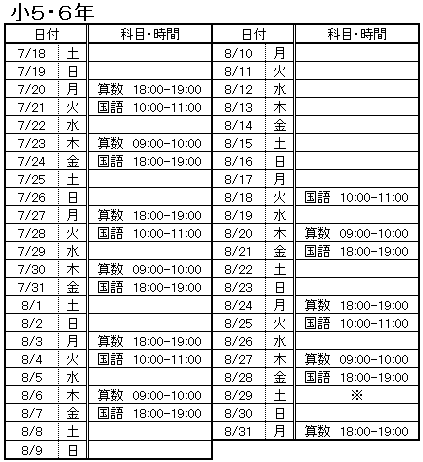 小5・6年
日付 科目・時間 日付 科目・時間
7/18 土 8/10 月
7/19 日 8/11 火
7/20 月 算数 18:00-19:00 8/12 水
7/21 火 国語 10:00-11:00 8/13 木
7/22 水 8/14 金
7/23 木 算数 09:00-10:00 8/15 土
7/24 金 国語 18:00-19:00 8/16 日
7/25 土 8/17 月
7/26 日 8/18 火 国語 10:00-11:00
7/27 月 算数 18:00-19:00 8/19 水
7/28 火 国語 10:00-11:00 8/20 木 算数 09:00-10:00
7/29 水 8/21 金 国語 18:00-19:00
7/30 木 算数 09:00-10:00 8/22 土
7/31 金 国語 18:00-19:00 8/23 日
8/1 土 8/24 月 算数 18:00-19:00
8/2 日 8/25 火 国語 10:00-11:00
8/3 月 算数 18:00-19:00 8/26 水
8/4 火 国語 10:00-11:00 8/27 木 算数 09:00-10:00
8/5 水 8/28 金 国語 18:00-19:00
8/6 木 算数 09:00-10:00 8/29 土 ※
8/7 金 国語 18:00-19:00 8/30 日
8/8 土 8/31 月 算数 18:00-19:00
8/9 日